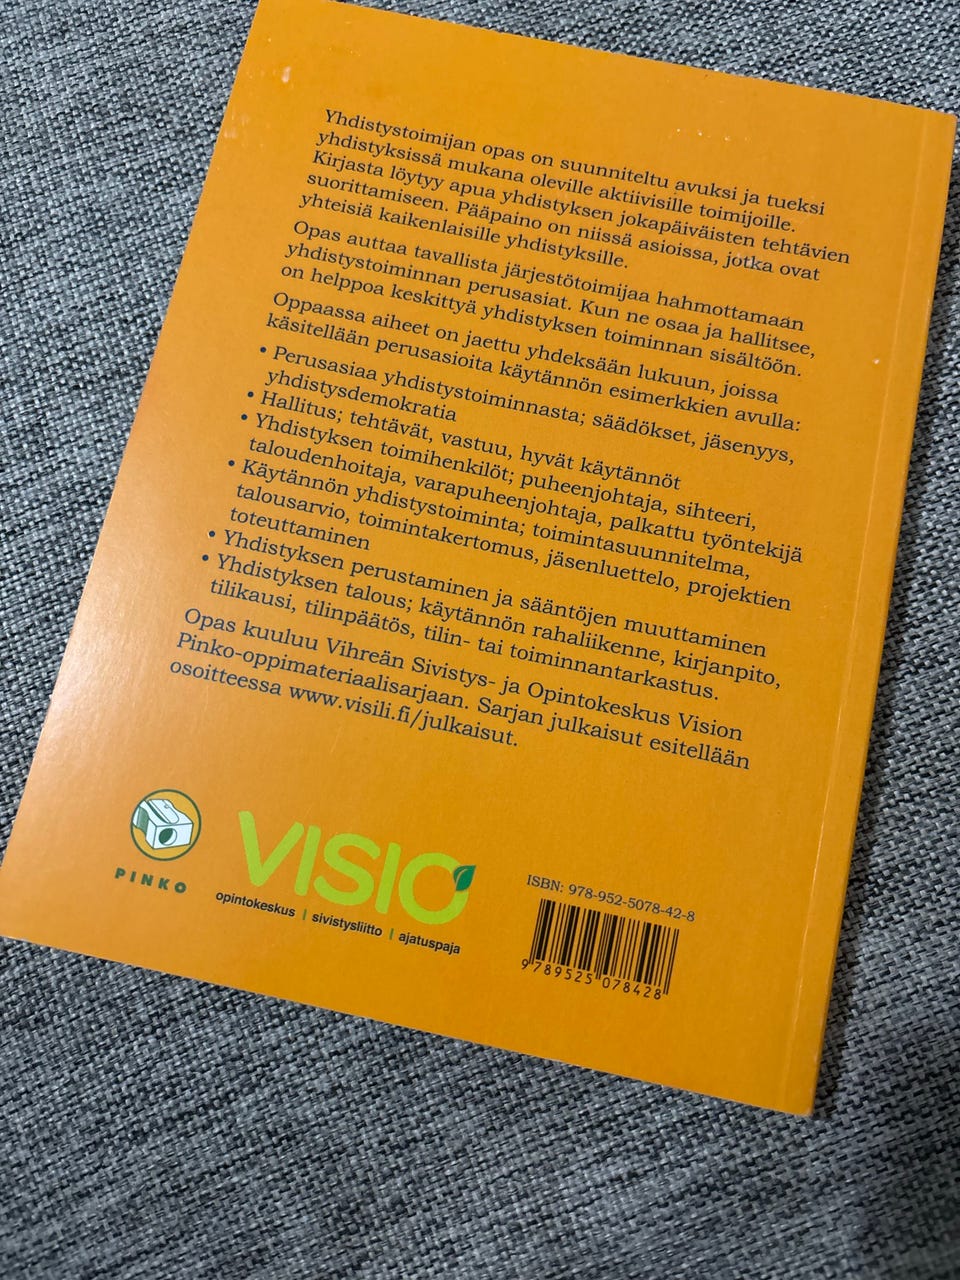 Yhdistystoimijan opas on suunniteltu avuksi ja tueksi
yhdistyksissä mukana oleville aktiivisille toimijoille.
Kirjasta löytyy apua yhdistyksen jokapäiväisten tehtävien
suorittamiseen. Pääpaino on niissä asioissa, jotka ovat
yhteisiä kaikenlaisille yhdistyksille.
Opas auttaa tavallista järjestötoimijaa hahmottamaan
yhdistystoiminnan perusasiat. Kun ne osaa ja hallitsee,
on helppoa keskittyä yhdistyksen toiminnan sisältöön.
Oppaassa aiheet on jaettu yhdeksään lukuun, joissa
käsitellään perusasioita käytännön esimerkkien avulla:
• Perusasiaa yhdistystoiminnasta; säädökset, jäsenyys,
yhdistysdemokratia
• Hallitus; tehtävät, vastuu, hyvät käytännöt
• Yhdistyksen toimihenkilöt; puheenjohtaja, sihteeri,
taloudenhoitaja, varapuheenjohtaja, palkattu työntekijä
• Käytännön yhdistystoiminta; toimintasuunnitelma,
talousarvio, toimintakertomus, jäsenluettelo, projektien
toteuttaminen
• Yhdistyksen perustaminen ja sääntöjen muuttaminen
• Yhdistyksen talous; käytännön rahaliikenne, kirjanpito,
tilikausi, tilinpäätös, tilin- tai toiminnantarkastus.
Opas kuuluu Vihreän Sivistys- ja Opintokeskus Vision
Pinko-oppimateriaalisarjaan. Sarjan julkaisut esitellään
osoitteessa www.visili.fi/julkaisut.
PINKO
VISIO
opintokeskus | sivistysliitto | ajatuspaja
ISBN: 978-952-5078-42-8
9 789525 078428